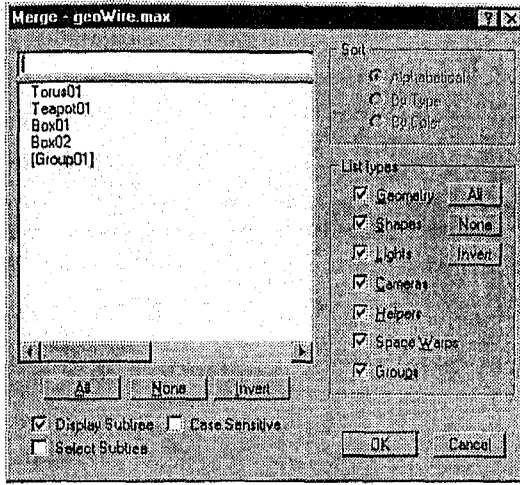 Merge - geoWire.max
Torus01
Teapot01
Box01
Box02
[Group01]
All None Invert
Display Subtree Case Sensitive
Select Subtree
Sort
Alphabetical
By Type
By Color
List types
Geometry All
Shapes None
Lights Invert
Cameras
Helpers
Space Warps
Groups
OK Cancel